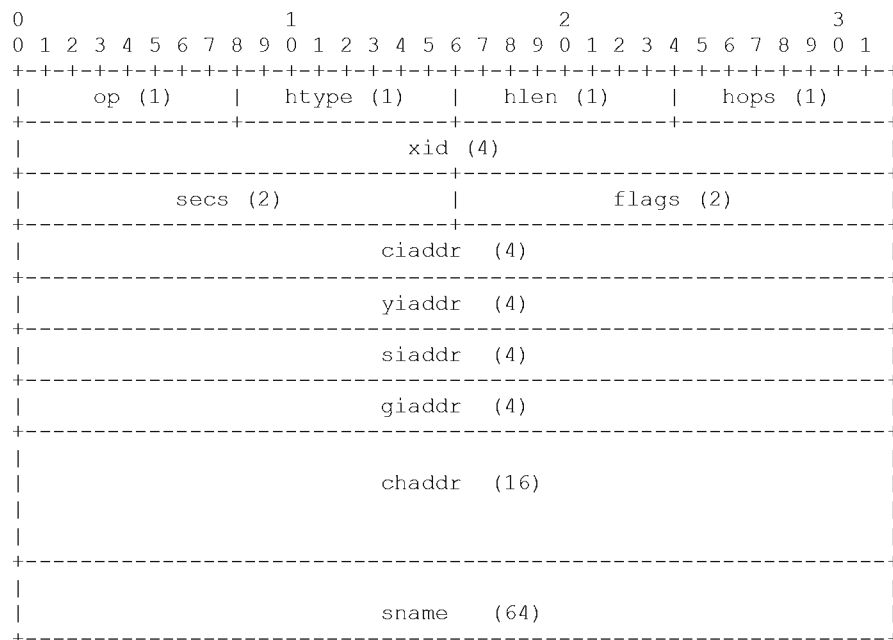 0                   1                   2                   3
0 1 2 3 4 5 6 7 8 9 0 1 2 3 4 5 6 7 8 9 0 1 2 3 4 5 6 7 8 9 0 1
+-+-+-+-+-+-+-+-+-+-+-+-+-+-+-+-+-+-+-+-+-+-+-+-+-+-+-+-+-+-+-+-+
|     op (1)    |   htype (1)   |   hlen (1)    |   hops (1)    |
+---------------+---------------+---------------+---------------+
|                            xid (4)                            |
+-------------------------------+-------------------------------+
|           secs (2)            |           flags (2)           |
+-------------------------------+-------------------------------+
|                          ciaddr  (4)                          |
+---------------------------------------------------------------+
|                          yiaddr  (4)                          |
+---------------------------------------------------------------+
|                          siaddr  (4)                          |
+---------------------------------------------------------------+
|                          giaddr  (4)                          |
+---------------------------------------------------------------+
|                                                               |
|                          chaddr  (16)                         |
|                                                               |
|                                                               |
+---------------------------------------------------------------+
|                                                               |
|                          sname   (64)                         |
+---------------------------------------------------------------+